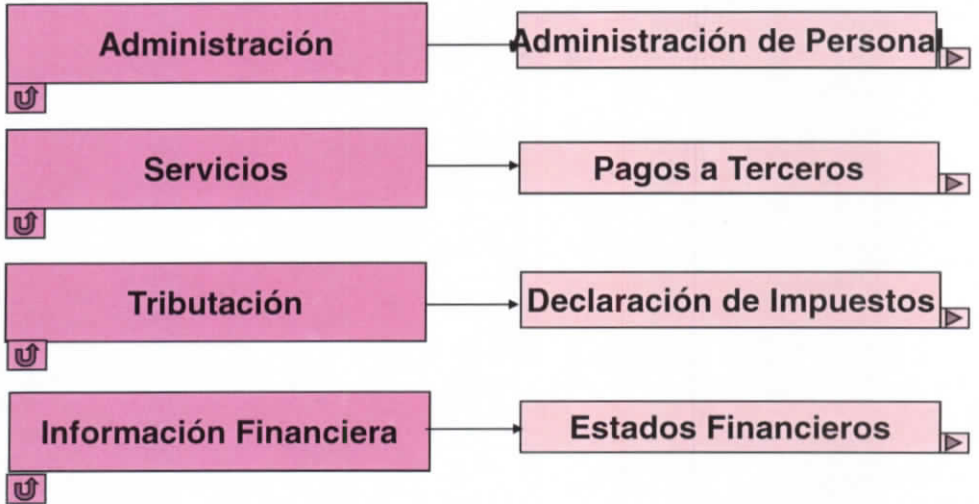 Administración
Administración de Personal
Servicios
Pagos a Terceros
Tributación
Declaración de Impuestos
Información Financiera
Estados Financieros